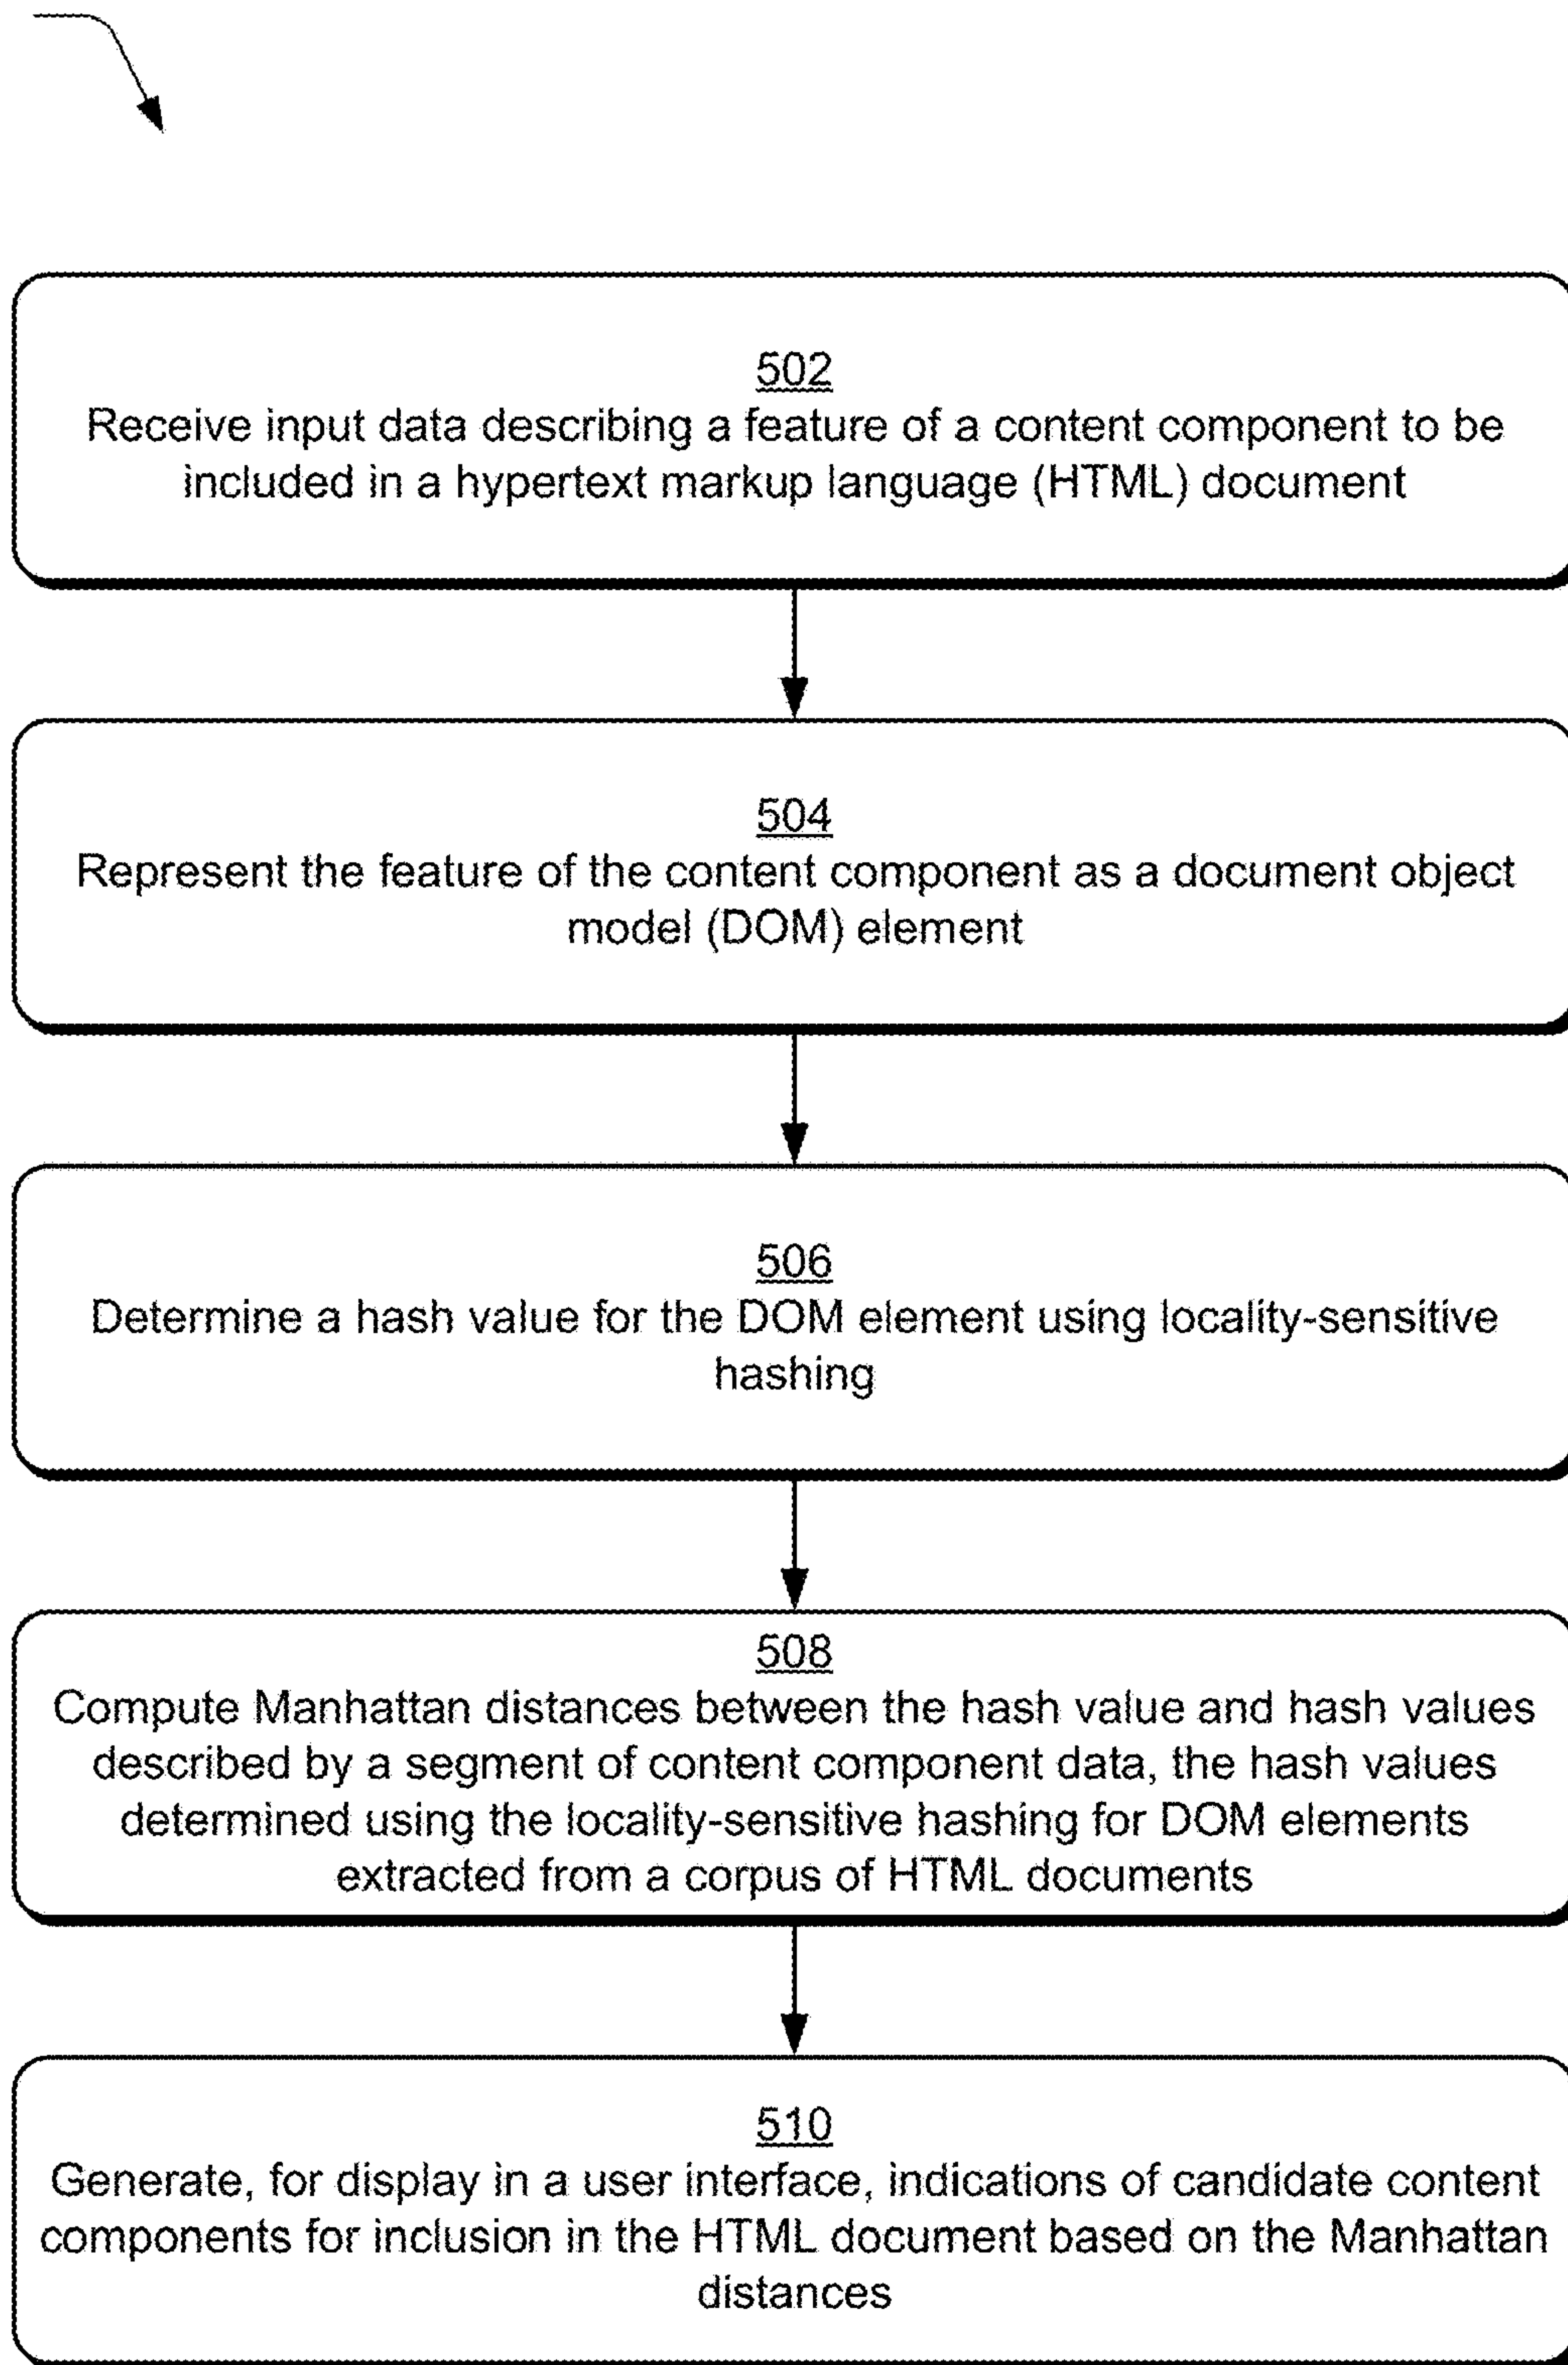 502
Receive input data describing a feature of a content component to be
included in a hypertext markup language (HTML) document
504
Represent the feature of the content component as a document object
model (DOM) element
506
Determine a hash value for the DOM element using locality-sensitive
hashing
508
Compute Manhattan distances between the hash value and hash values
described by a segment of content component data, the hash values
determined using the locality-sensitive hashing for DOM elements
extracted from a corpus of HTML documents
510
Generate, for display in a user interface, indications of candidate content
components for inclusion in the HTML document based on the Manhattan
distances